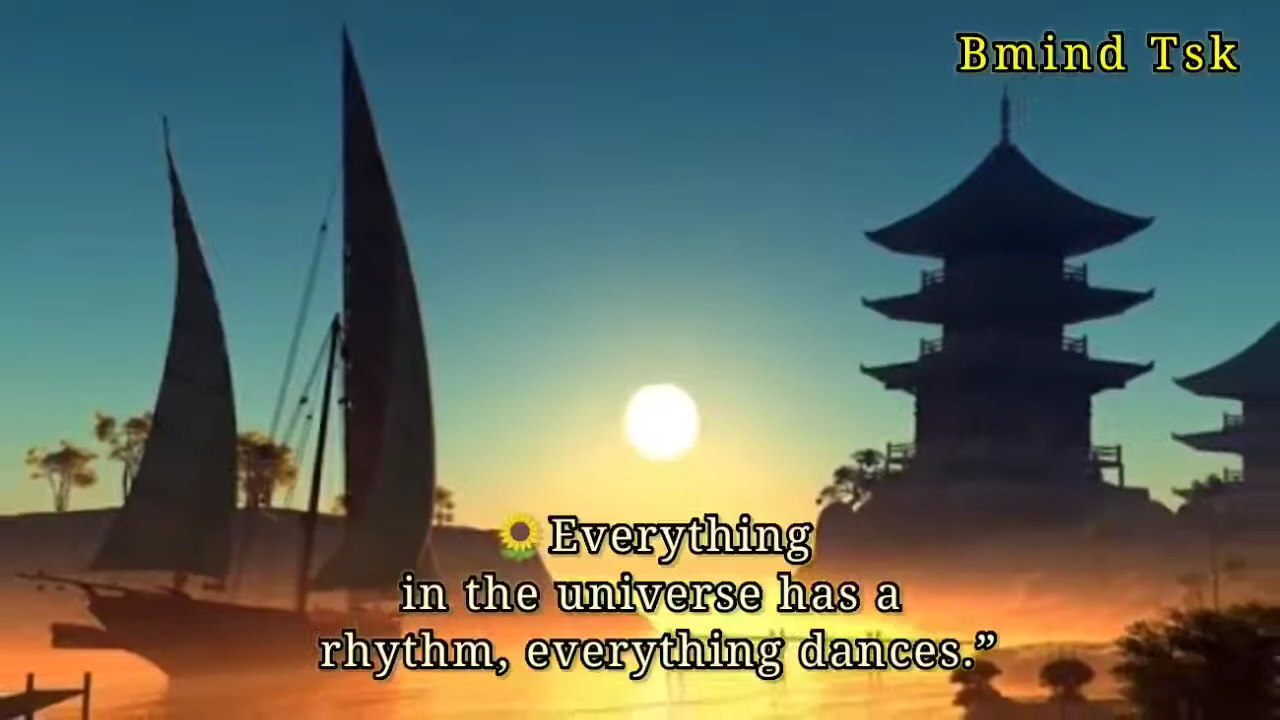 Bmind Tsk
🌻Everything
in the universe has a
rhythm, everything dances.”